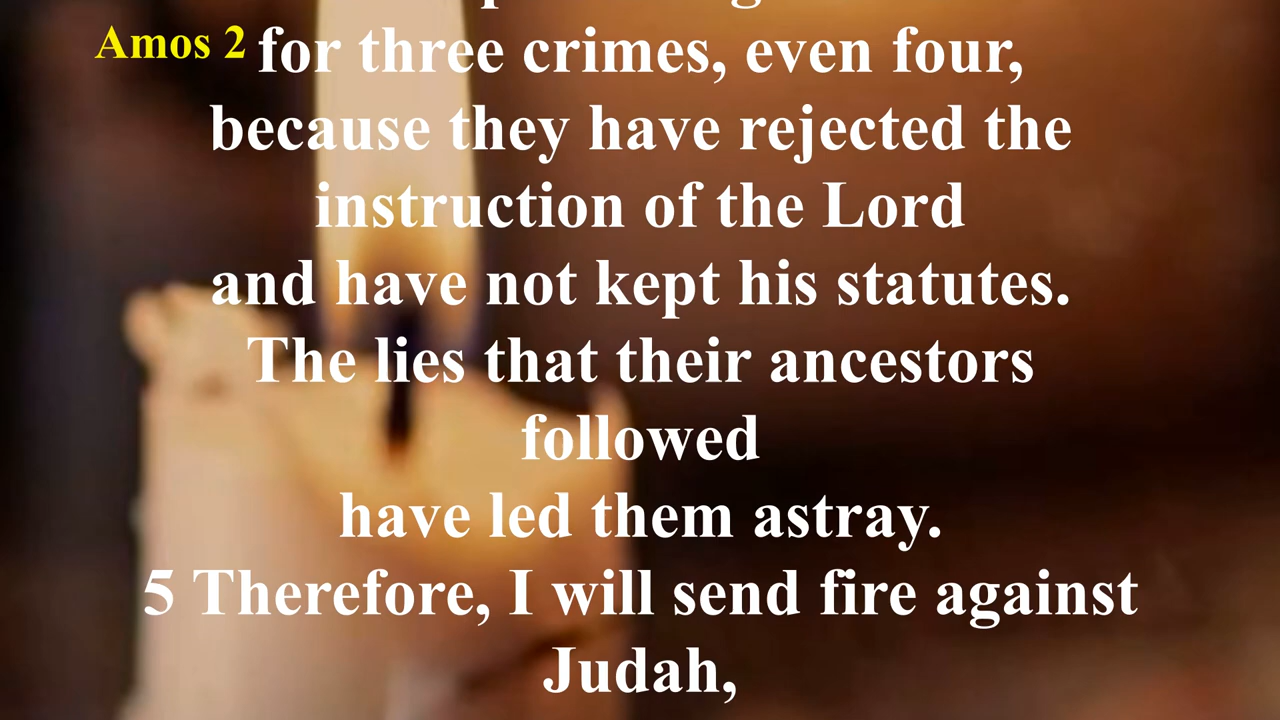 Amos 2
for three crimes, even four,
because they have rejected the
instruction of the Lord
and have not kept his statutes.
The lies that their ancestors
followed
have led them astray.
5 Therefore, I will send fire against
Judah,